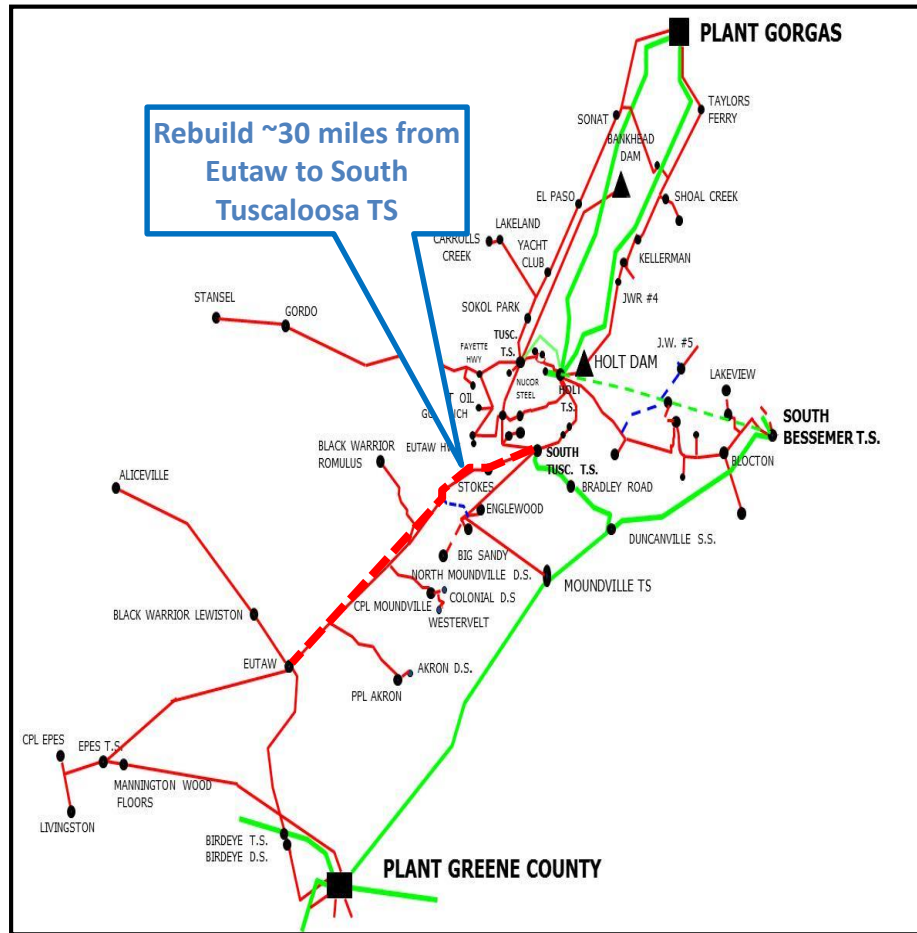 PLANT GORGAS
Rebuild ~30 miles from
Eutaw to South
Tuscaloosa TS
TAYLORS
FERRY
SONAT
BANKHEAD
DAM
EL PASO
SHOAL CREEK
LAKELAND
CARROLLS
CREEK
YACHT
CLUB
KELLERMAN
JWR #4
STANSEL
GORDO
SOKOL PARK
TUSC.
T.S.
FAYETTE
HWY
J.W. #5
HOLT DAM
LAKEVIEW
NUCOR
STEEL
HOLT
T.S.
T OIL
SOUTH
BESSEMER T.S.
BLACK WARRIOR
ROMULUS
EUTAW
SOUTH
TUSC. T.S.
BLOCTON
ALICEVILLE
STOKES
BRADLEY ROAD
ENGLEWOOD
DUNCANVILLE S.S.
BIG SANDY
NORTH MOUNDVILLE D.S.
MOUNDVILLE TS
COLONIAL D.S
CPL MOUNDVILLE
WESTERVELT
BLACK WARRIOR LEWISTON
EUTAW
AKRON D.S.
PPL AKRON
CPL EPES
EPES T.S.
MANNINGTON WOOD
FLOORS
LIVINGSTON
BIRDEYE T.S.
BIRDEYE D.S.
PLANT GREENE COUNTY